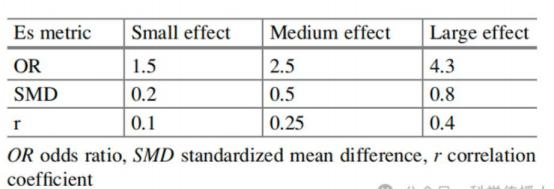 Es metric Small effect Medium effect Large effect
OR 1.5 2.5 4.3
SMD 0.2 0.5 0.8
r 0.1 0.25 0.4
OR odds ratio, SMD standardized mean difference, r correlation
coefficient